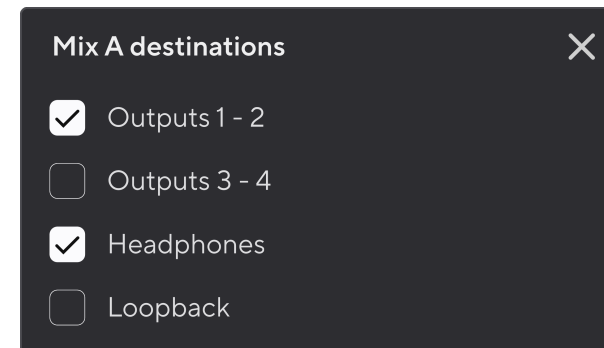 Mix A destinations
Outputs 1 - 2
Outputs 3 - 4
Headphones
Loopback